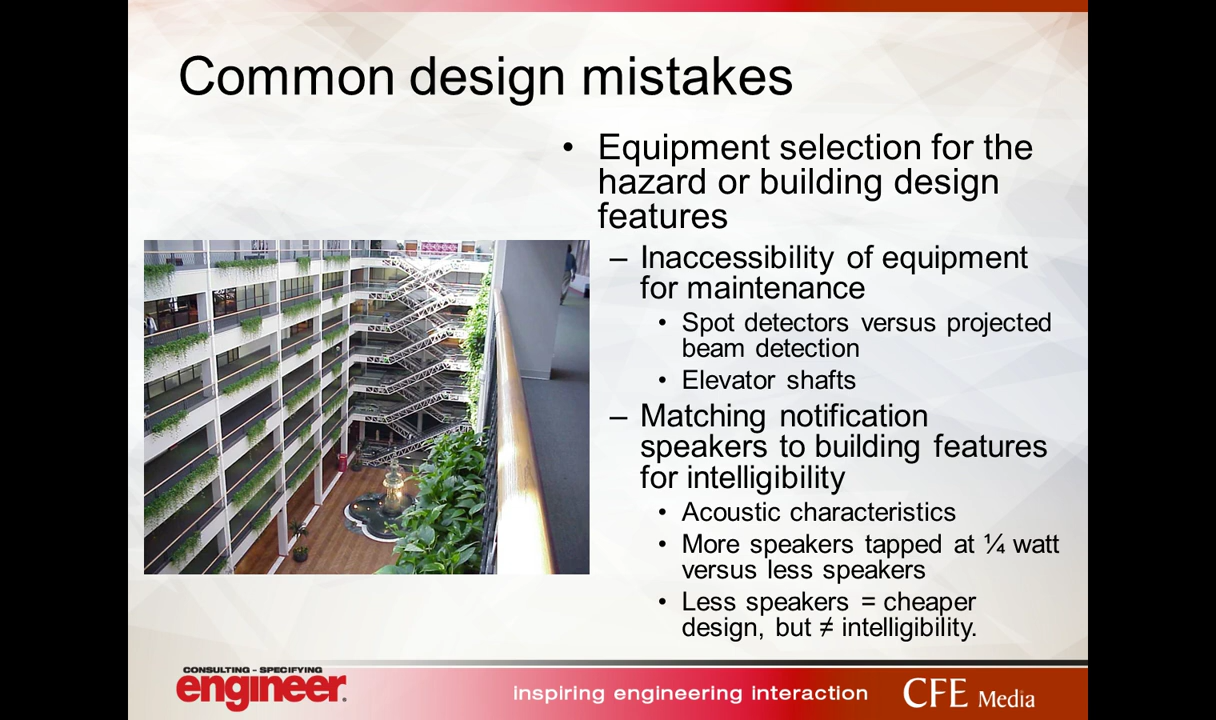 Common design mistakes
• Equipment selection for the
hazard or building design
features
– Inaccessibility of equipment
for maintenance
• Spot detectors versus projected
beam detection
• Elevator shafts
– Matching notification
speakers to building features
for intelligibility
• Acoustic characteristics
• More speakers tapped at ¼ watt
versus less speakers
• Less speakers = cheaper
design, but ≠ intelligibility.
CONSULTING - SPECIFYING
engineer.
inspiring engineering interaction
CFE Media